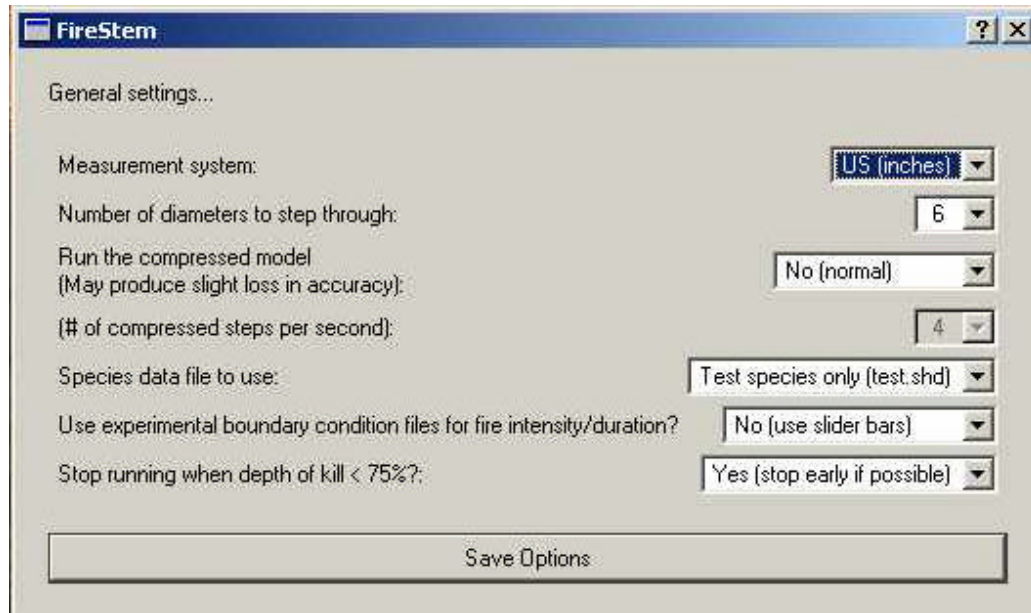 FireStem
General settings...
Measurement system: US (inches)
Number of diameters to step through: 6
Run the compressed model
(May produce slight loss in accuracy): No (normal)
(# of compressed steps per second): 4
Species data file to use: Test species only (test.shd)
Use experimental boundary condition files for fire intensity/duration? No (use slider bars)
Stop running when depth of kill < 75%?: Yes (stop early if possible)
Save Options